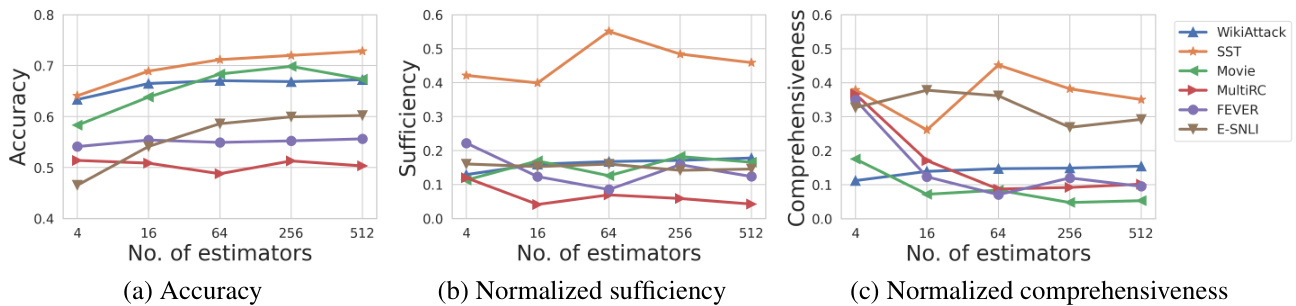 0.8
0.7
0.6
0.5
0.4
Accuracy
4 16 64 256 512
No. of estimators
(a) Accuracy
0.6
0.5
0.4
0.3
0.2
0.1
0.0
Sufficiency
4 16 64 256 512
No. of estimators
(b) Normalized sufficiency
0.6
0.5
0.4
0.3
0.2
0.1
0.0
Comprehensiveness
4 16 64 256 512
No. of estimators
(c) Normalized comprehensiveness
WikiAttack
SST
Movie
MultiRC
FEVER
E-SNLI